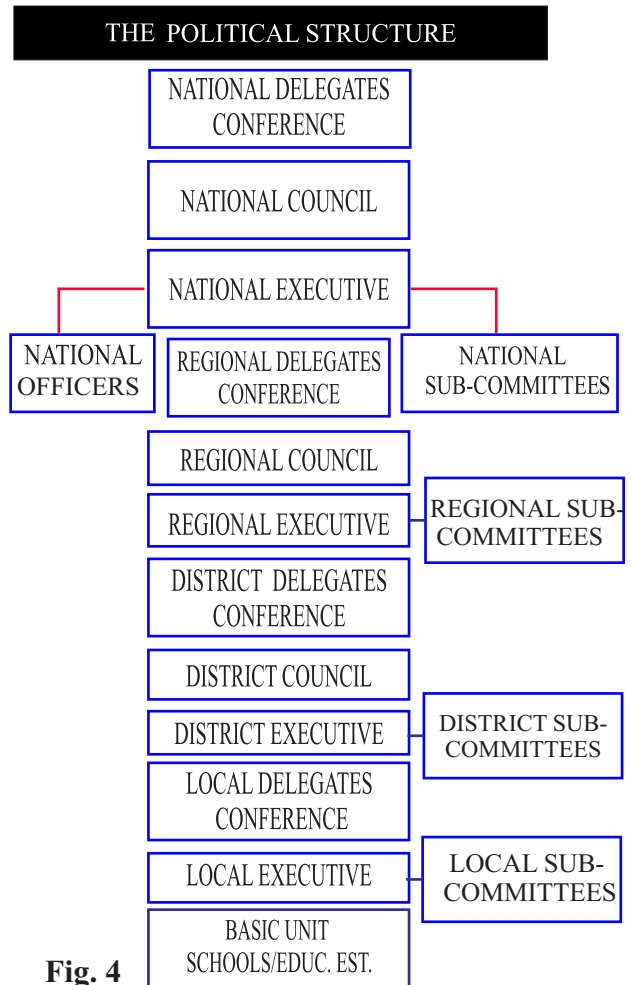 THE POLITICAL STRUCTURE
NATIONAL DELEGATES
CONFERENCE
NATIONAL COUNCIL
NATIONAL EXECUTIVE
NATIONAL
OFFICERS
REGIONAL DELEGATES
CONFERENCE
NATIONAL
SUB-COMMITTEES
REGIONAL COUNCIL
REGIONAL EXECUTIVE
REGIONAL SUB-
COMMITTEES
DISTRICT DELEGATES
CONFERENCE
DISTRICT COUNCIL
DISTRICT EXECUTIVE
DISTRICT SUB-
COMMITTEES
LOCAL DELEGATES
CONFERENCE
LOCAL EXECUTIVE
LOCAL SUB-
COMMITTEES
BASIC UNIT
SCHOOLS/EDUC. EST.
Fig. 4